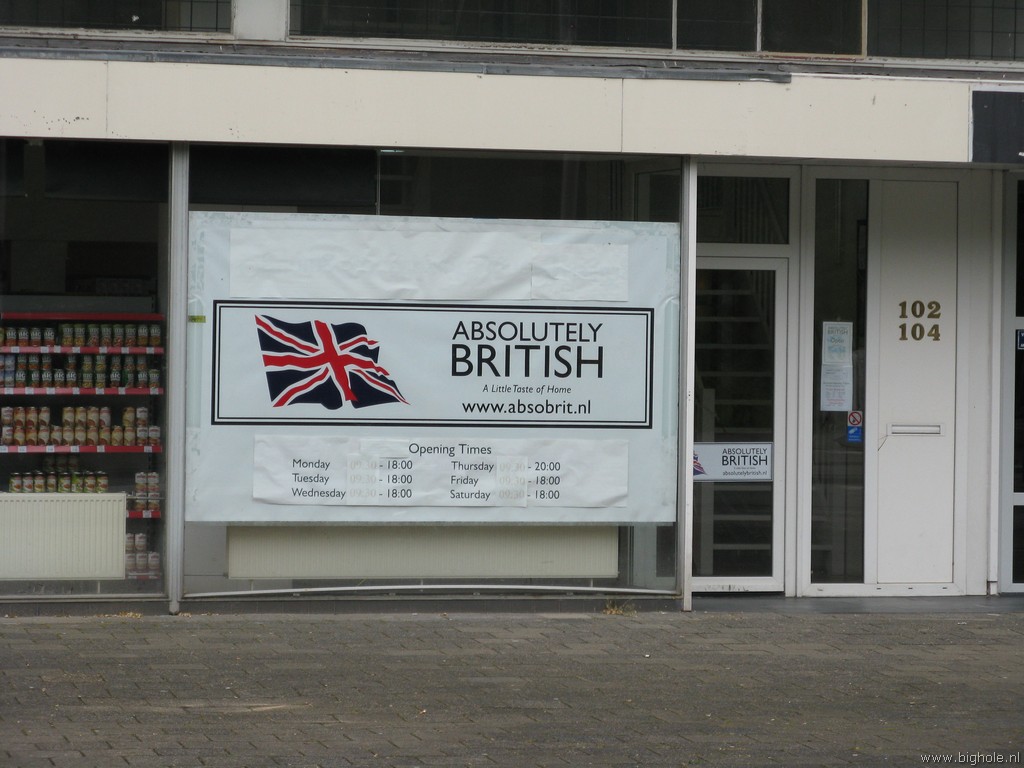 ABSOLUTELY
BRITISH
A Little Taste of Home
www.absobrit.nl
Opening Times
Monday 09:30 - 18:00
Tuesday 09:30 - 18:00
Wednesday 09:30 - 18:00
Thursday 09:30 - 20:00
Friday 09:30 - 18:00
Saturday 09:30 - 18:00
ABSOLUTELY
BRITISH
absolutelybritish.nl
102
104
www.bighole.nl